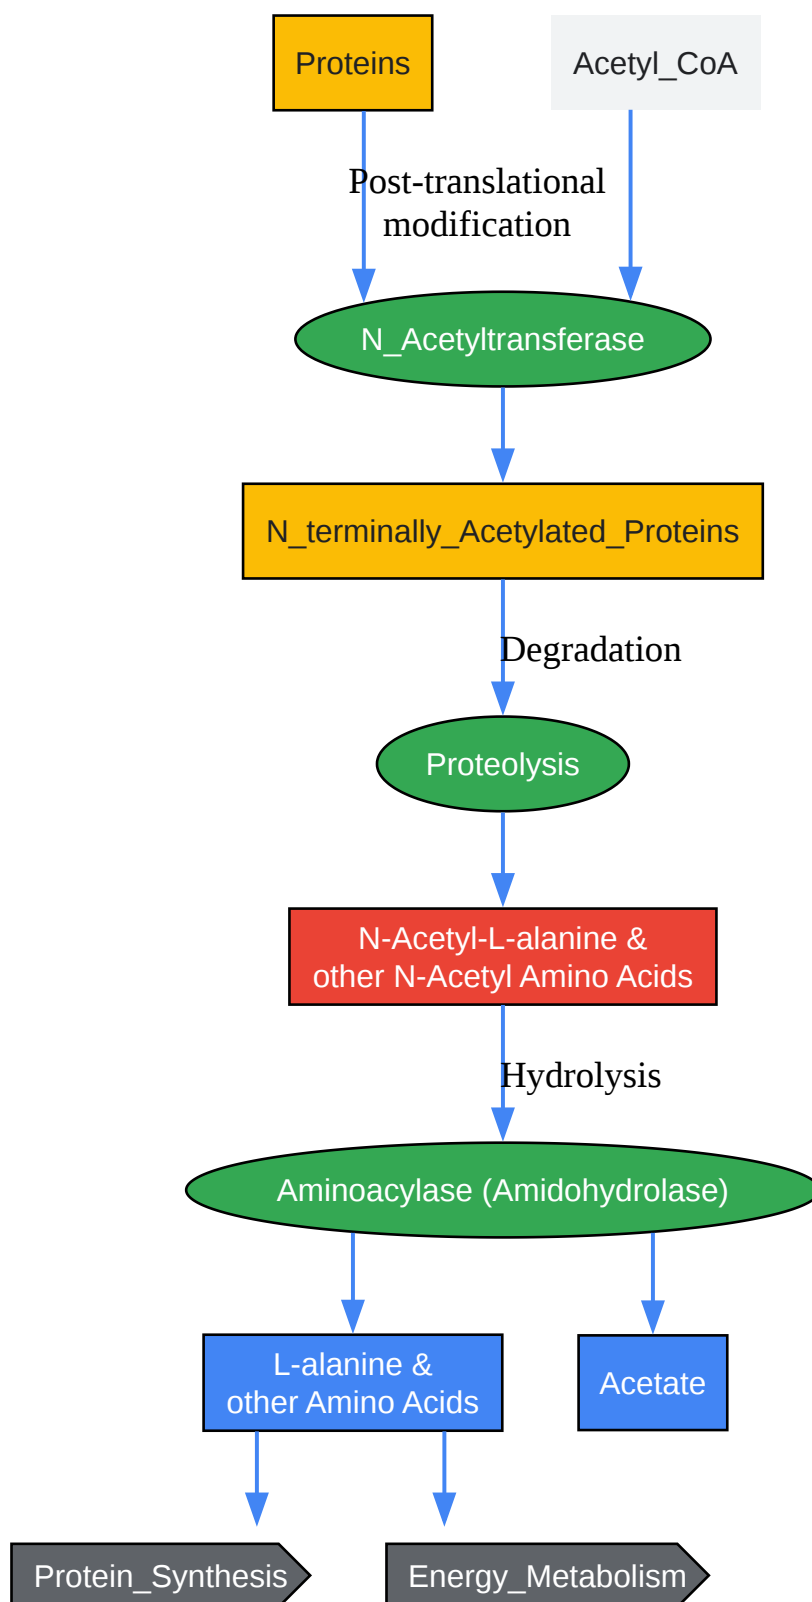 Proteins
Acetyl_CoA
Post-translational
modification
N_Acetyltransferase
N_terminally_Acetylated_Proteins
Degradation
Proteolysis
N-Acetyl-L-alanine &
other N-Acetyl Amino Acids
Hydrolysis
Aminoacylase (Amidohydrolase)
L-alanine &
other Amino Acids
Acetate
Protein_Synthesis
Energy_Metabolism